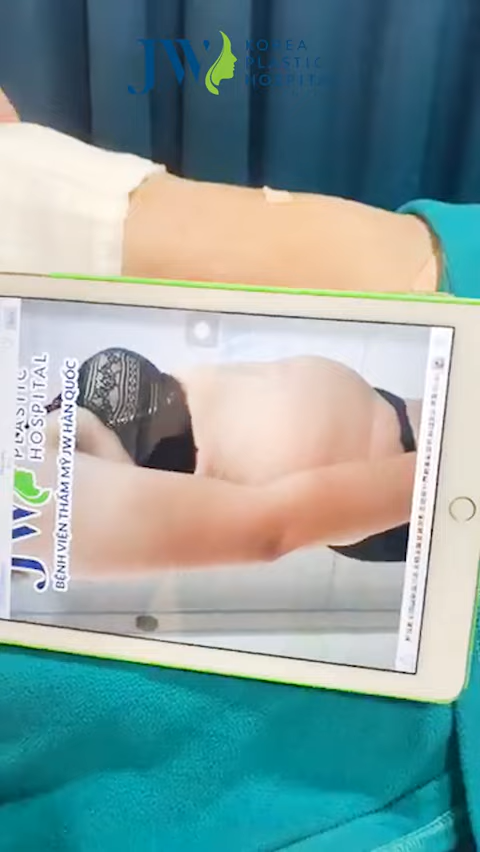 JW
KOREA
PLASTIC
HOSPITAL
JW
PLASTIC
HOSPITAL
BỆNH VIỆN THẨM MỸ JW HÀN QUỐC